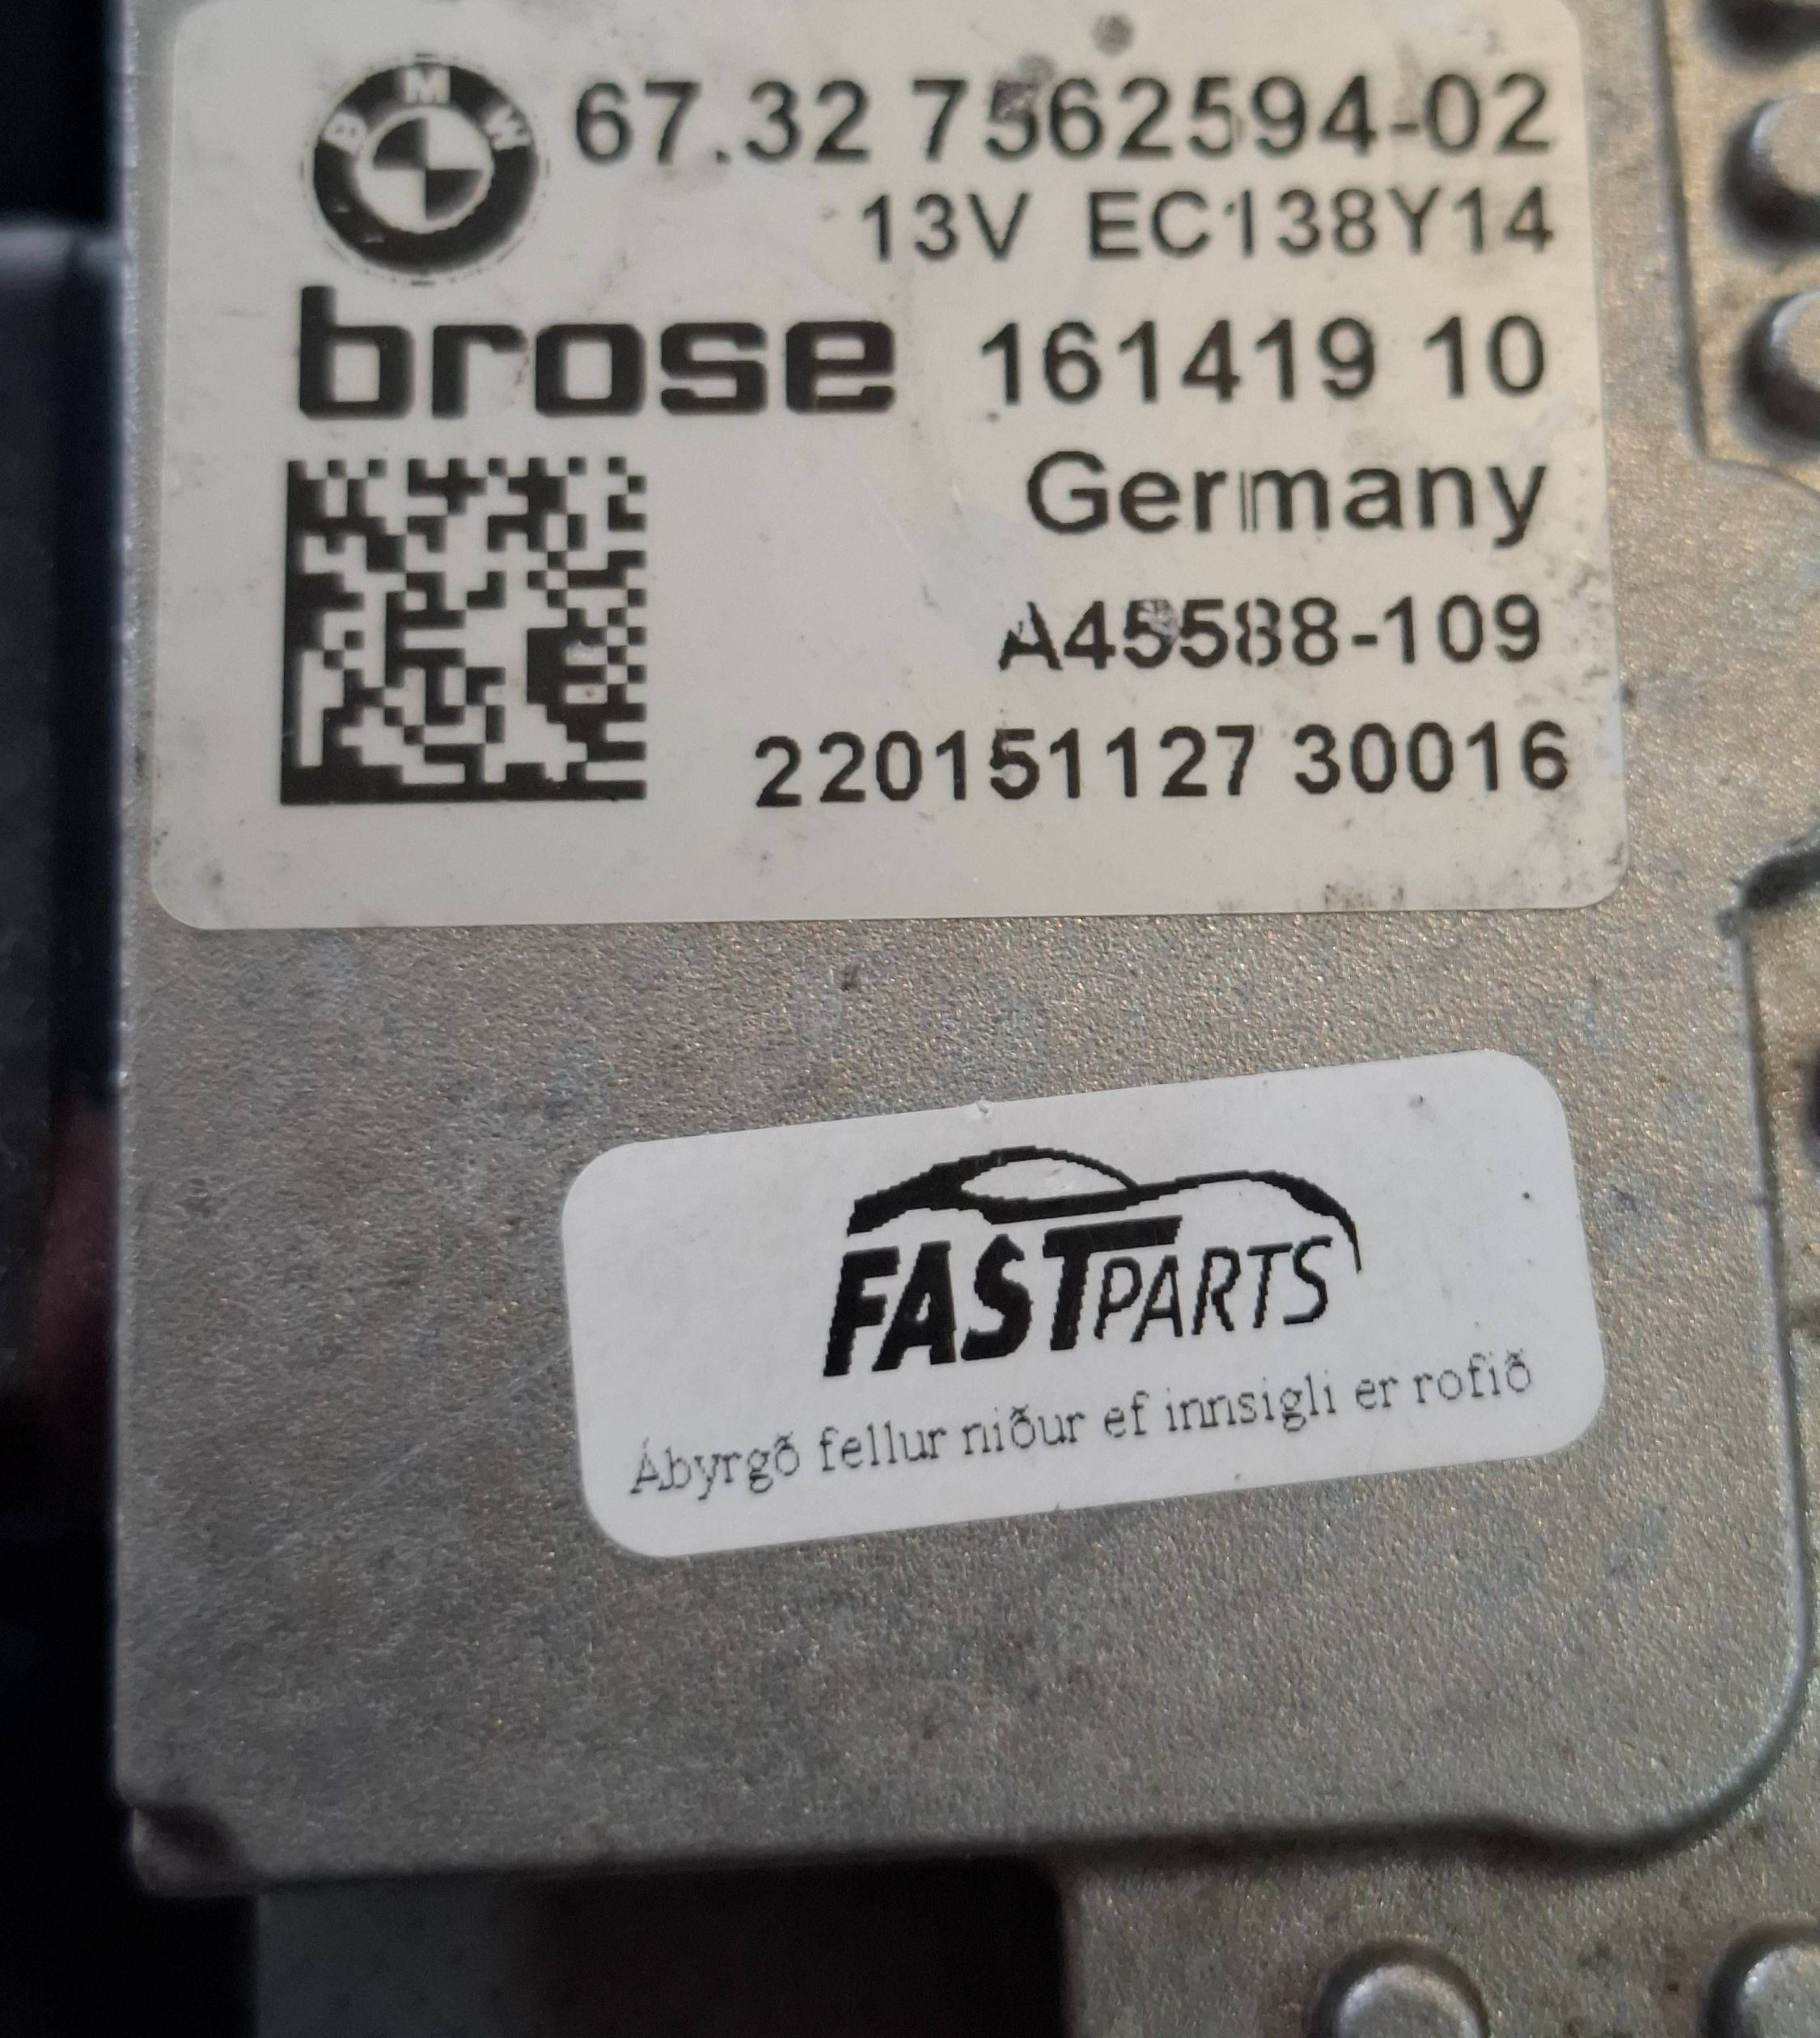 BMW
67.32 7562594-02
13V EC138Y14
brose 161419 10
Germany
A45588-109
220151127 30016
FASTPARTS
Ábyrgð fellur niður ef innsigli er rofið